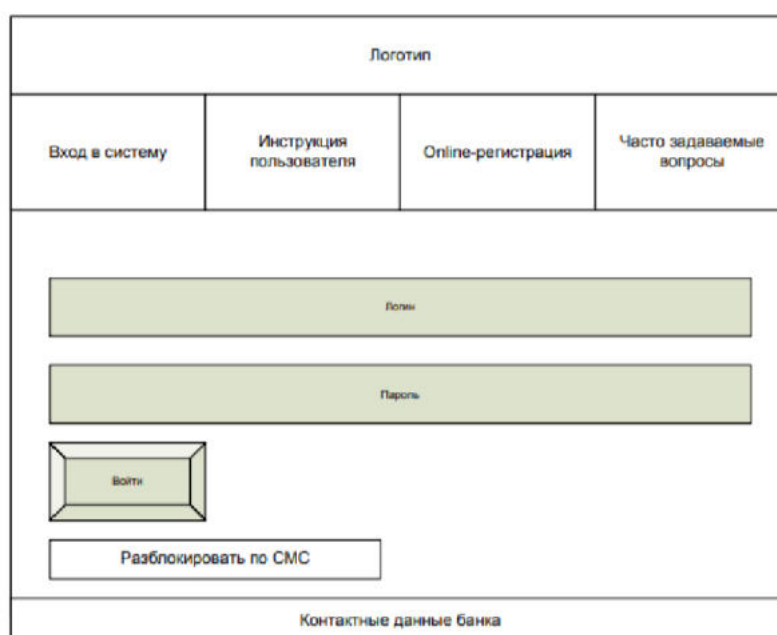 Логотип
Вход в систему
Инструкция
пользователя
Online-регистрация
Часто задаваемые
вопросы
Логин
Пароль
Войти
Разблокировать по СМС
Контактные данные банка